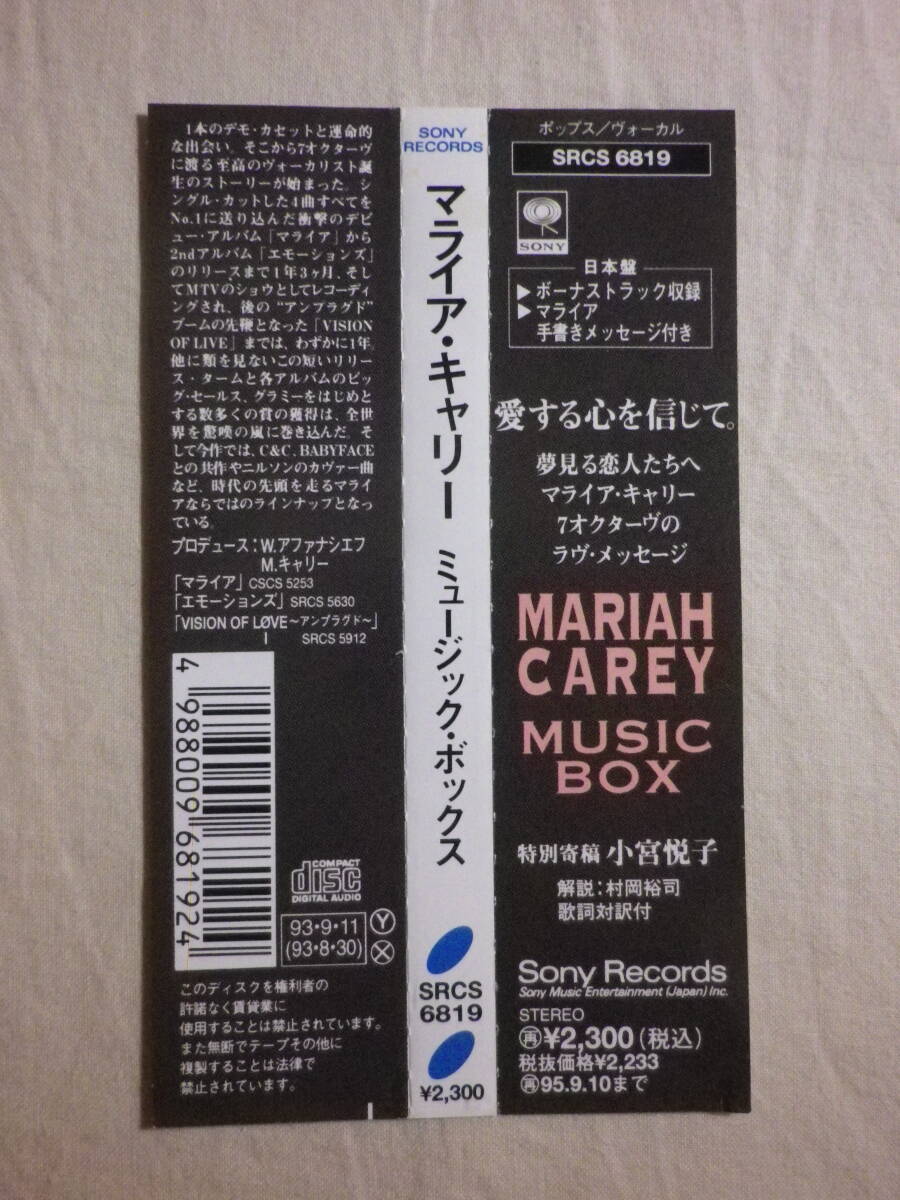 1本のデモ・カセットと運命的
な出会い。そこから7オクターヴ
に渡る至高のヴォーカリスト誕
生のストーリーが始まった。シ
ングル・カットした4曲すべてを
No.1に送り込んだ衝撃のデビ
ュー・アルバム「マライア」から
2ndアルバム「エモーションズ」
のリリースまで1年3ヶ月、そし
てMTVのショウとしてレコーディ
ングされ、後の“アンプラグド”
ブームの先鞭となった「VISION
OF LIVE」までは、わずかに1年。
他に類を見ないこの短いリリー
ス・タームと各アルバムのビッ
グ・セールス、グラミーをはじめと
する数多くの賞の獲得は、全世
界を驚嘆の嵐に巻き込んだ。そ
して今作では、C&C、BABYFACE
との共作やニルソンのカヴァー曲
など、時代の先頭を走るマライ
アならではのラインナップとなっ
ている。
プロデュース：W.アファナシエフ
M.キャリー
「マライア」CSCS 5253
「エモーションズ」SRCS 5630
「VISION OF LØVE〜アンプラグド〜」
SRCS 5912
4 988009 681924
COMPACT
disc
DIGITAL AUDIO
93・9・11
(93・8・30)
Y
X
このディスクを権利者の
許諾なく賃貸業に
使用することは禁止されています。
また無断でテープその他に
複製することは法律で
禁止されています。
SONY
RECORDS
マライア・キャリー ミュージック・ボックス
SRCS
6819
¥2,300
ポップス／ヴォーカル
SRCS 6819
SONY
日本盤
▶ボーナストラック収録
▶マライア
手書きメッセージ付き
愛する心を信じて。
夢見る恋人たちへ
マライア・キャリー
7オクターヴの
ラヴ・メッセージ
MARIAH
CAREY
MUSIC
BOX
特別寄稿 小宮悦子
解説：村岡裕司
歌詞対訳付
Sony Records
Sony Music Entertainment (Japan) Inc.
STEREO
再¥2,300(税込)
税抜価格¥2,233
再95.9.10まで